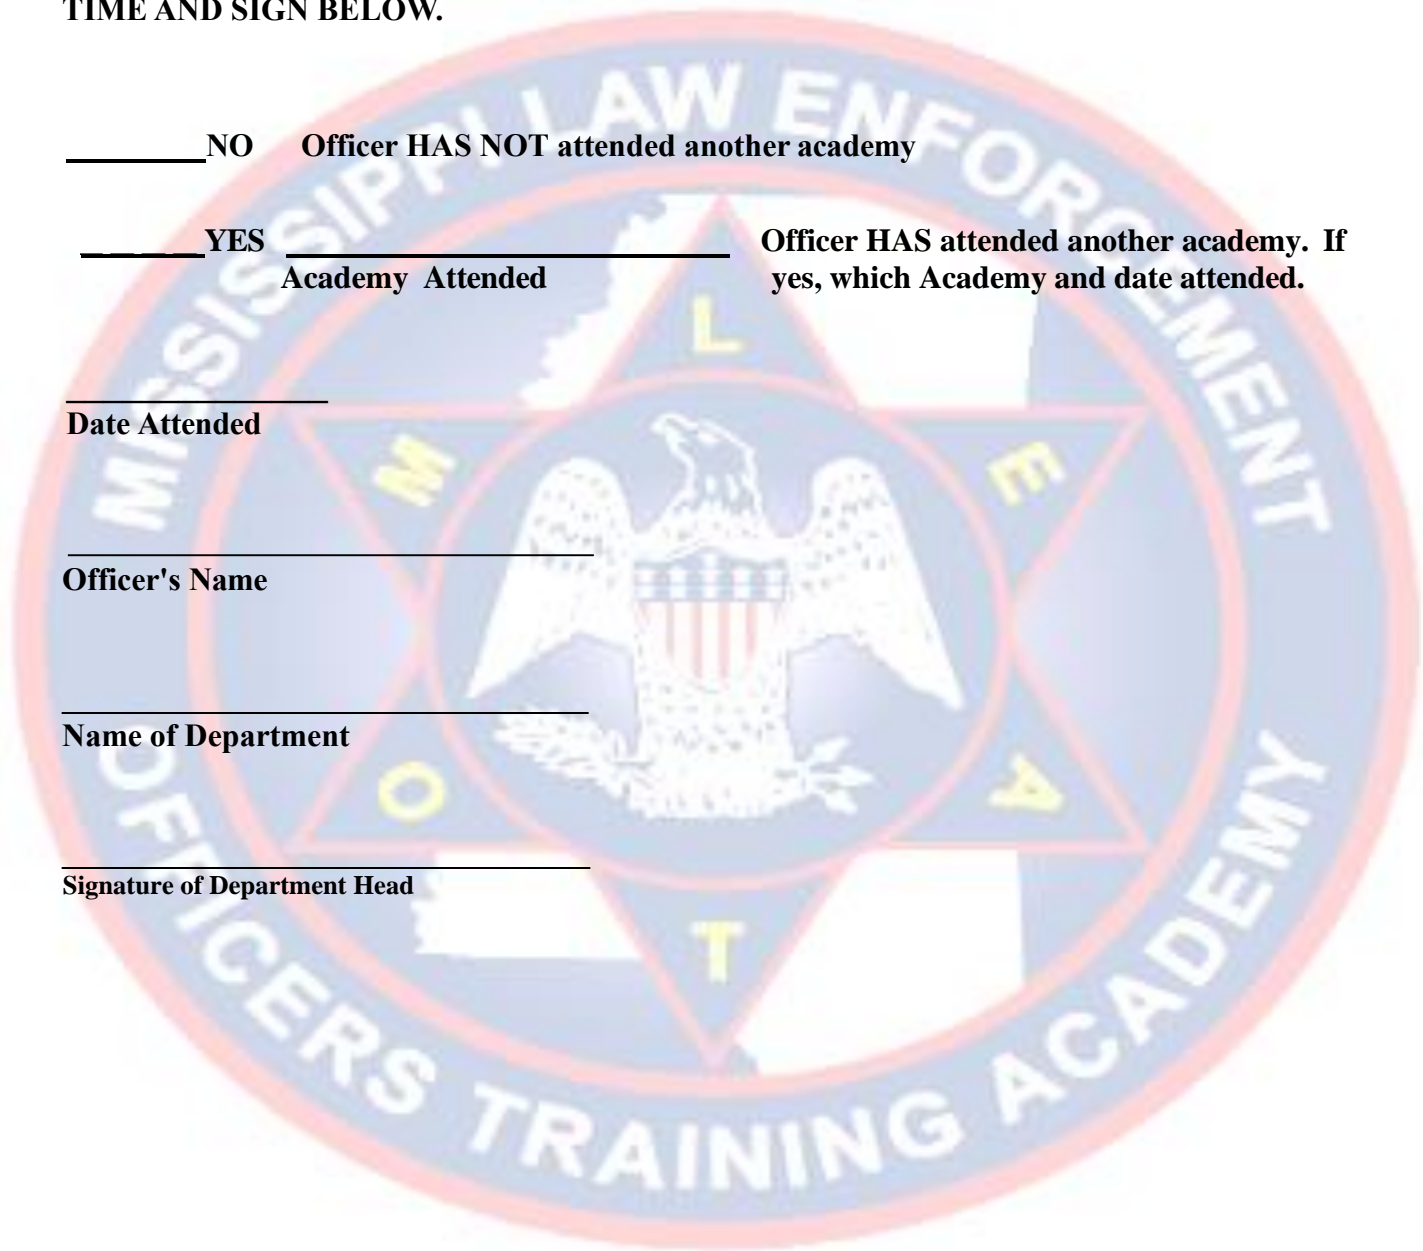 TIME AND SIGN BELOW.
______NO Officer HAS NOT attended another academy
_ _ _ _ YES ______ Officer HAS attended another academy. If
Academy Attended yes, which Academy and date attended.
Date Attended
Officer's Name
Name of Department
Signature of Department Head
MISSISSIPPI LAW ENFORCEMENT
OFFICERS TRAINING ACADEMY
M L E
O T A